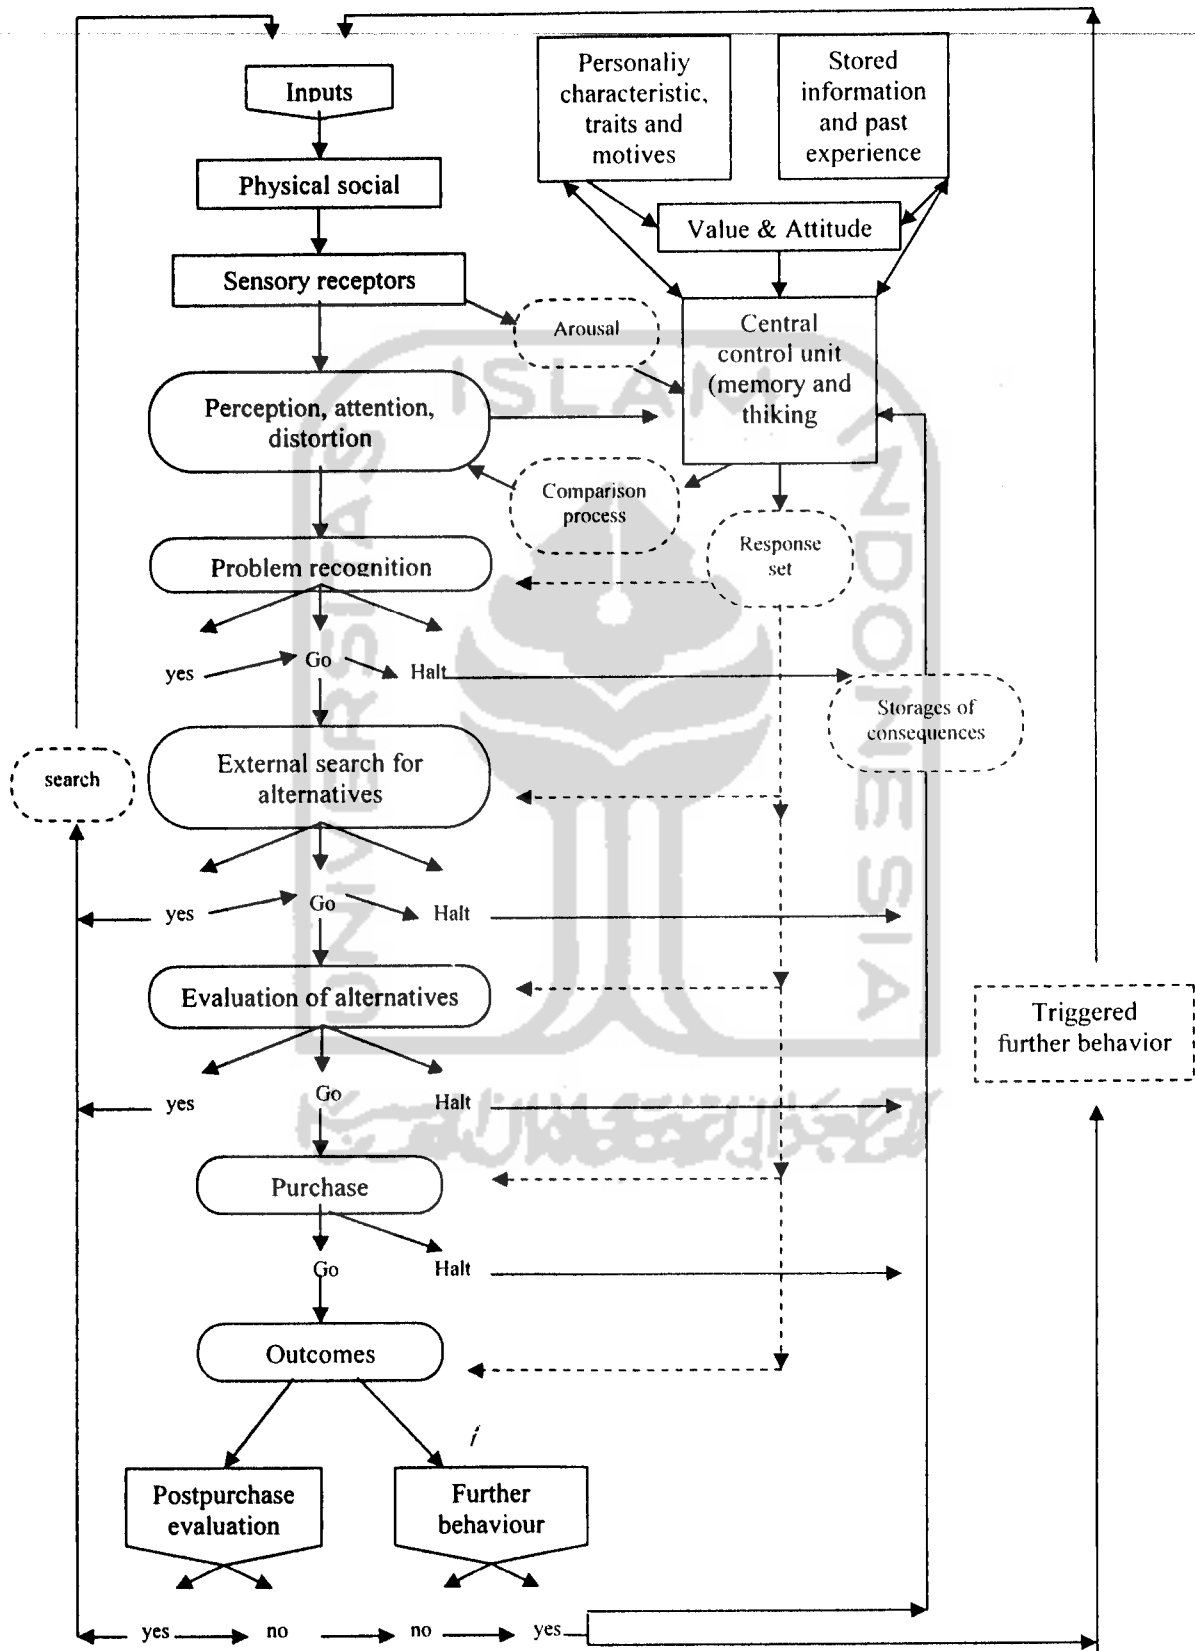 Inputs
Personaliy
characteristic,
traits and
motives
Stored
information
and past
experience
Physical social
Value & Attitude
Sensory receptors
Arousal
Central
control unit
(memory and
thiking
Perception, attention,
distortion
Comparison
process
Response
set
Problem recognition
yes
Go
Halt
Storages of
consequences
External search for
alternatives
search
yes
Go
Halt
Evaluation of alternatives
Triggered
further behavior
yes
Go
Halt
Purchase
Go
Halt
Outcomes
i
Postpurchase
evaluation
Further
behaviour
yes
no
no
yes
UNIVERSITAS
ISLAM
INDONESIA